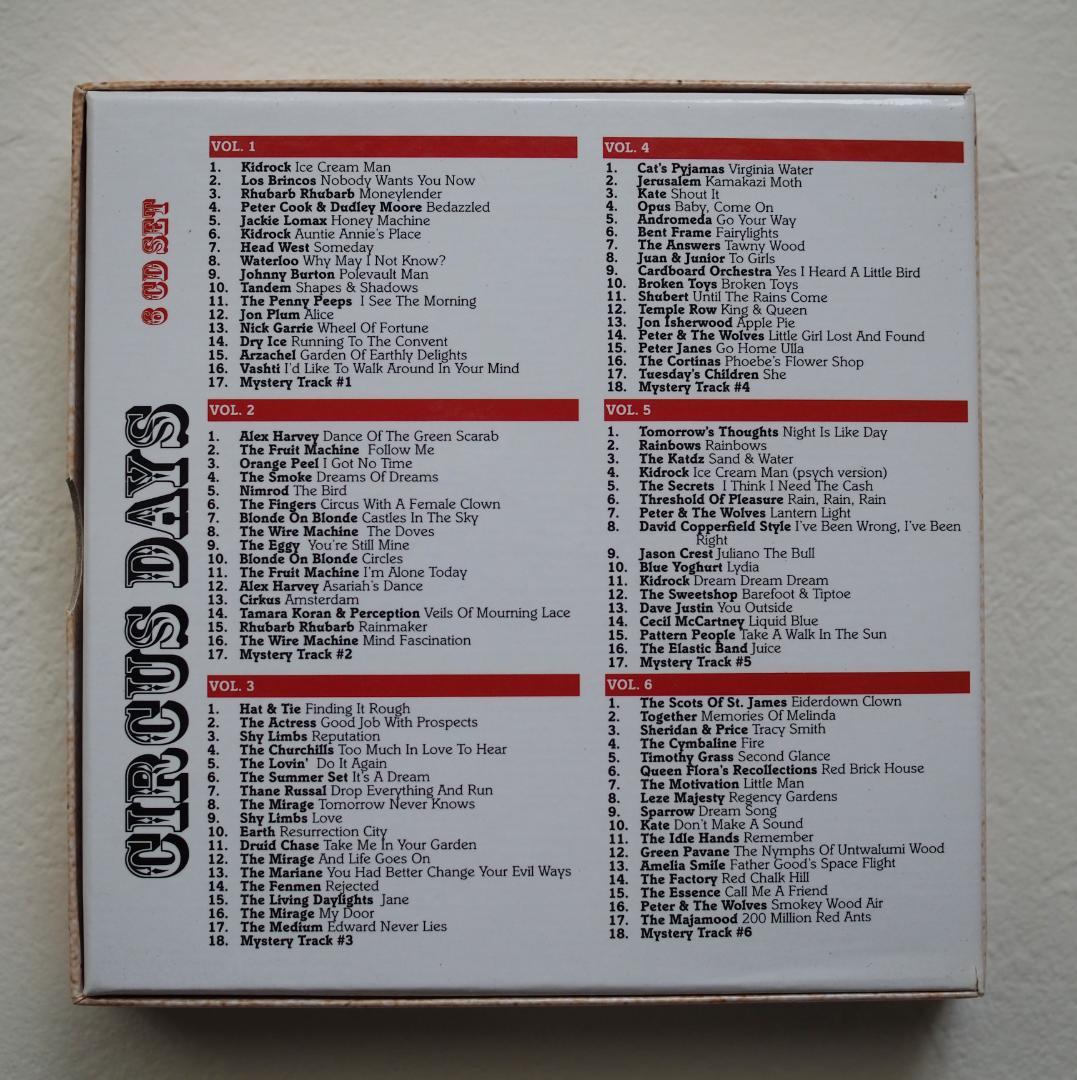 CIRCUS DAYS
6 CD SET
VOL. 1
1. Kidrock Ice Cream Man
2. Los Brincos Nobody Wants You Now
3. Rhubarb Rhubarb Moneylender
4. Peter Cook & Dudley Moore Bedazzled
5. Jackie Lomax Honey Machine
6. Kidrock Auntie Annie's Place
7. Head West Someday
8. Waterloo Why May I Not Know?
9. Johnny Burton Polevault Man
10. Tandem Shapes & Shadows
11. The Penny Peeps I See The Morning
12. Jon Plum Alice
13. Nick Garrie Wheel Of Fortune
14. Dry Ice Running To The Convent
15. Arzachel Garden Of Earthly Delights
16. Vashti I'd Like To Walk Around In Your Mind
17. Mystery Track #1
VOL. 2
1. Alex Harvey Dance Of The Green Scarab
2. The Fruit Machine Follow Me
3. Orange Peel I Got No Time
4. The Smoke Dreams Of Dreams
5. Nimrod The Bird
6. The Fingers Circus With A Female Clown
7. Blonde On Blonde Castles In The Sky
8. The Wire Machine The Doves
9. The Eggy You're Still Mine
10. Blonde On Blonde Circles
11. The Fruit Machine I'm Alone Today
12. Alex Harvey Asariah's Dance
13. Cirkus Amsterdam
14. Tamara Koran & Perception Veils Of Mourning Lace
15. Rhubarb Rhubarb Rainmaker
16. The Wire Machine Mind Fascination
17. Mystery Track #2
VOL. 3
1. Hat & Tie Finding It Rough
2. The Actress Good Job With Prospects
3. Shy Limbs Reputation
4. The Churchills Too Much In Love To Hear
5. The Lovin' Do It Again
6. The Summer Set It's A Dream
7. Thane Russal Drop Everything And Run
8. The Mirage Tomorrow Never Knows
9. Shy Limbs Love
10. Earth Resurrection City
11. Druid Chase Take Me In Your Garden
12. The Mirage And Life Goes On
13. The Mariane You Had Better Change Your Evil Ways
14. The Fenmen Rejected
15. The Living Daylights Jane
16. The Mirage My Door
17. The Medium Edward Never Lies
18. Mystery Track #3
VOL. 4
1. Cat's Pyjamas Virginia Water
2. Jerusalem Kamakazi Moth
3. Kate Shout It
4. Opus Baby, Come On
5. Andromeda Go Your Way
6. Bent Frame Fairylights
7. The Answers Tawny Wood
8. Juan & Junior To Girls
9. Cardboard Orchestra Yes I Heard A Little Bird
10. Broken Toys Broken Toys
11. Shubert Until The Rains Come
12. Temple Row King & Queen
13. Jon Isherwood Apple Pie
14. Peter & The Wolves Little Girl Lost And Found
15. Peter Janes Go Home Ulla
16. The Cortinas Phoebe's Flower Shop
17. Tuesday's Children She
18. Mystery Track #4
VOL. 5
1. Tomorrow's Thoughts Night Is Like Day
2. Rainbows Rainbows
3. The Katdz Sand & Water
4. Kidrock Ice Cream Man (psych version)
5. The Secrets I Think I Need The Cash
6. Threshold Of Pleasure Rain, Rain, Rain
7. Peter & The Wolves Lantern Light
8. David Copperfield Style I've Been Wrong, I've Been
Right
9. Jason Crest Juliano The Bull
10. Blue Yoghurt Lydia
11. Kidrock Dream Dream Dream
12. The Sweetshop Barefoot & Tiptoe
13. Dave Justin You Outside
14. Cecil McCartney Liquid Blue
15. Pattern People Take A Walk In The Sun
16. The Elastic Band Juice
17. Mystery Track #5
VOL. 6
1. The Scots Of St. James Eiderdown Clown
2. Together Memories Of Melinda
3. Sheridan & Price Tracy Smith
4. The Cymbaline Fire
5. Timothy Grass Second Glance
6. Queen Flora's Recollections Red Brick House
7. The Motivation Little Man
8. Leze Majesty Regency Gardens
9. Sparrow Dream Song
10. Kate Don't Make A Sound
11. The Idle Hands Remember
12. Green Pavane The Nymphs Of Untwalumi Wood
13. Amelia Smile Father Good's Space Flight
14. The Factory Red Chalk Hill
15. The Essence Call Me A Friend
16. Peter & The Wolves Smokey Wood Air
17. The Majamood 200 Million Red Ants
18. Mystery Track #6